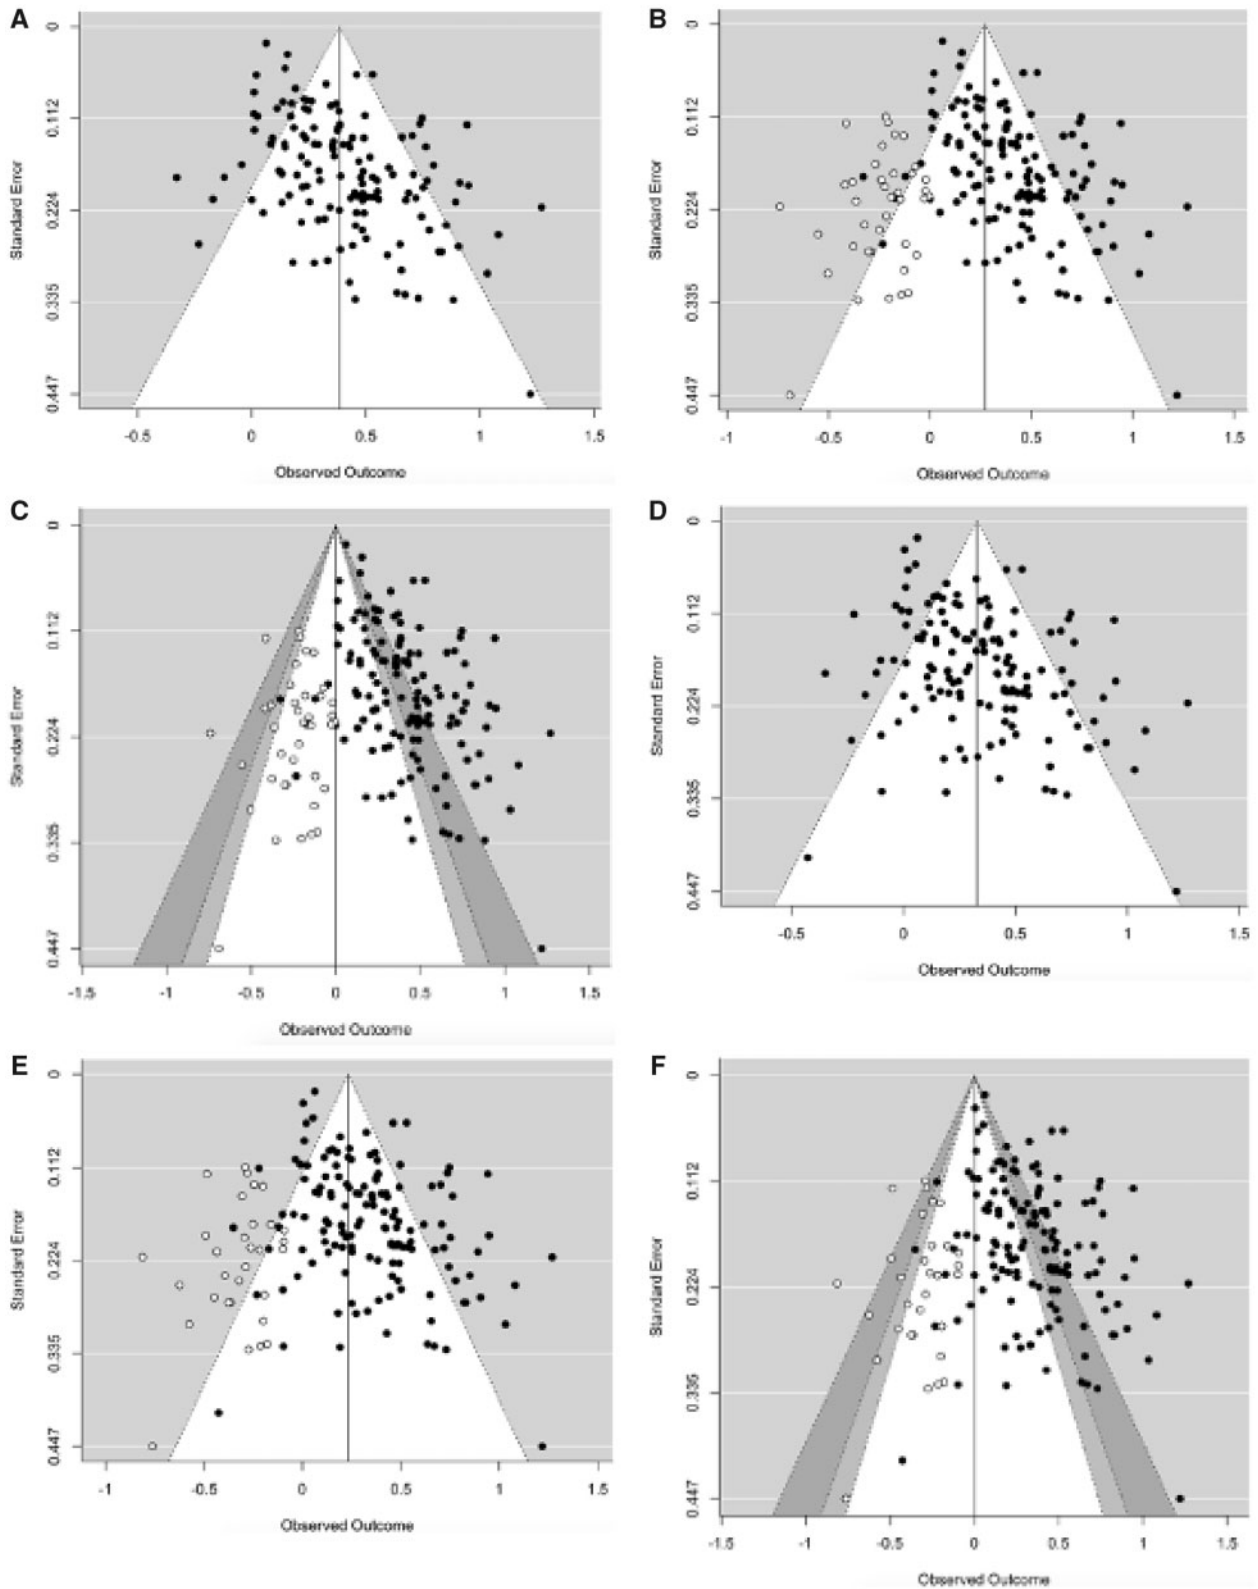 A
0
0.112
0.224
0.335
0.447
Standard Error
-0.5 0 0.5 1 1.5
Observed Outcome
B
0
0.112
0.224
0.335
0.447
Standard Error
-1 -0.5 0 0.5 1 1.5
Observed Outcome
C
0
0.112
0.224
0.335
0.447
Standard Error
-1.5 -1 -0.5 0 0.5 1 1.5
Observed Outcome
D
0
0.112
0.224
0.335
0.447
Standard Error
-0.5 0 0.5 1 1.5
Observed Outcome
E
0
0.112
0.224
0.335
0.447
Standard Error
-1 -0.5 0 0.5 1 1.5
Observed Outcome
F
0
0.112
0.224
0.335
0.447
Standard Error
-1.5 -1 -0.5 0 0.5 1 1.5
Observed Outcome